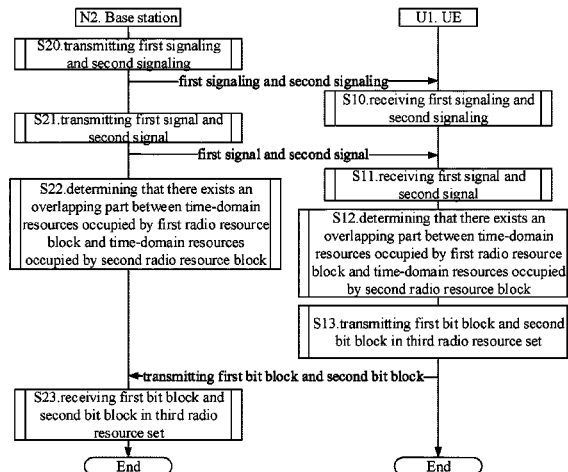 N2. Base station
U1. UE
S20.transmitting first signaling
and second signaling
first signaling and second signaling
S10.receiving first signaling and
second signaling
S21.transmitting first signal and
second signal
first signal and second signal
S11.receiving first signal and
second signal
S22.determining that there exists an
overlapping part between time-domain
resources occupied by first radio
resource block and time-domain resources
occupied by second radio resource block
S12.determining that there exists an
overlapping part between time-domain
resources occupied by first radio resource
block and time-domain resources occupied
by second radio resource block
S13.transmitting first bit block and second
bit block in third radio resource set
transmitting first bit block and second bit block
S23.receiving first bit block and
second bit block in third radio
resource set
End
End